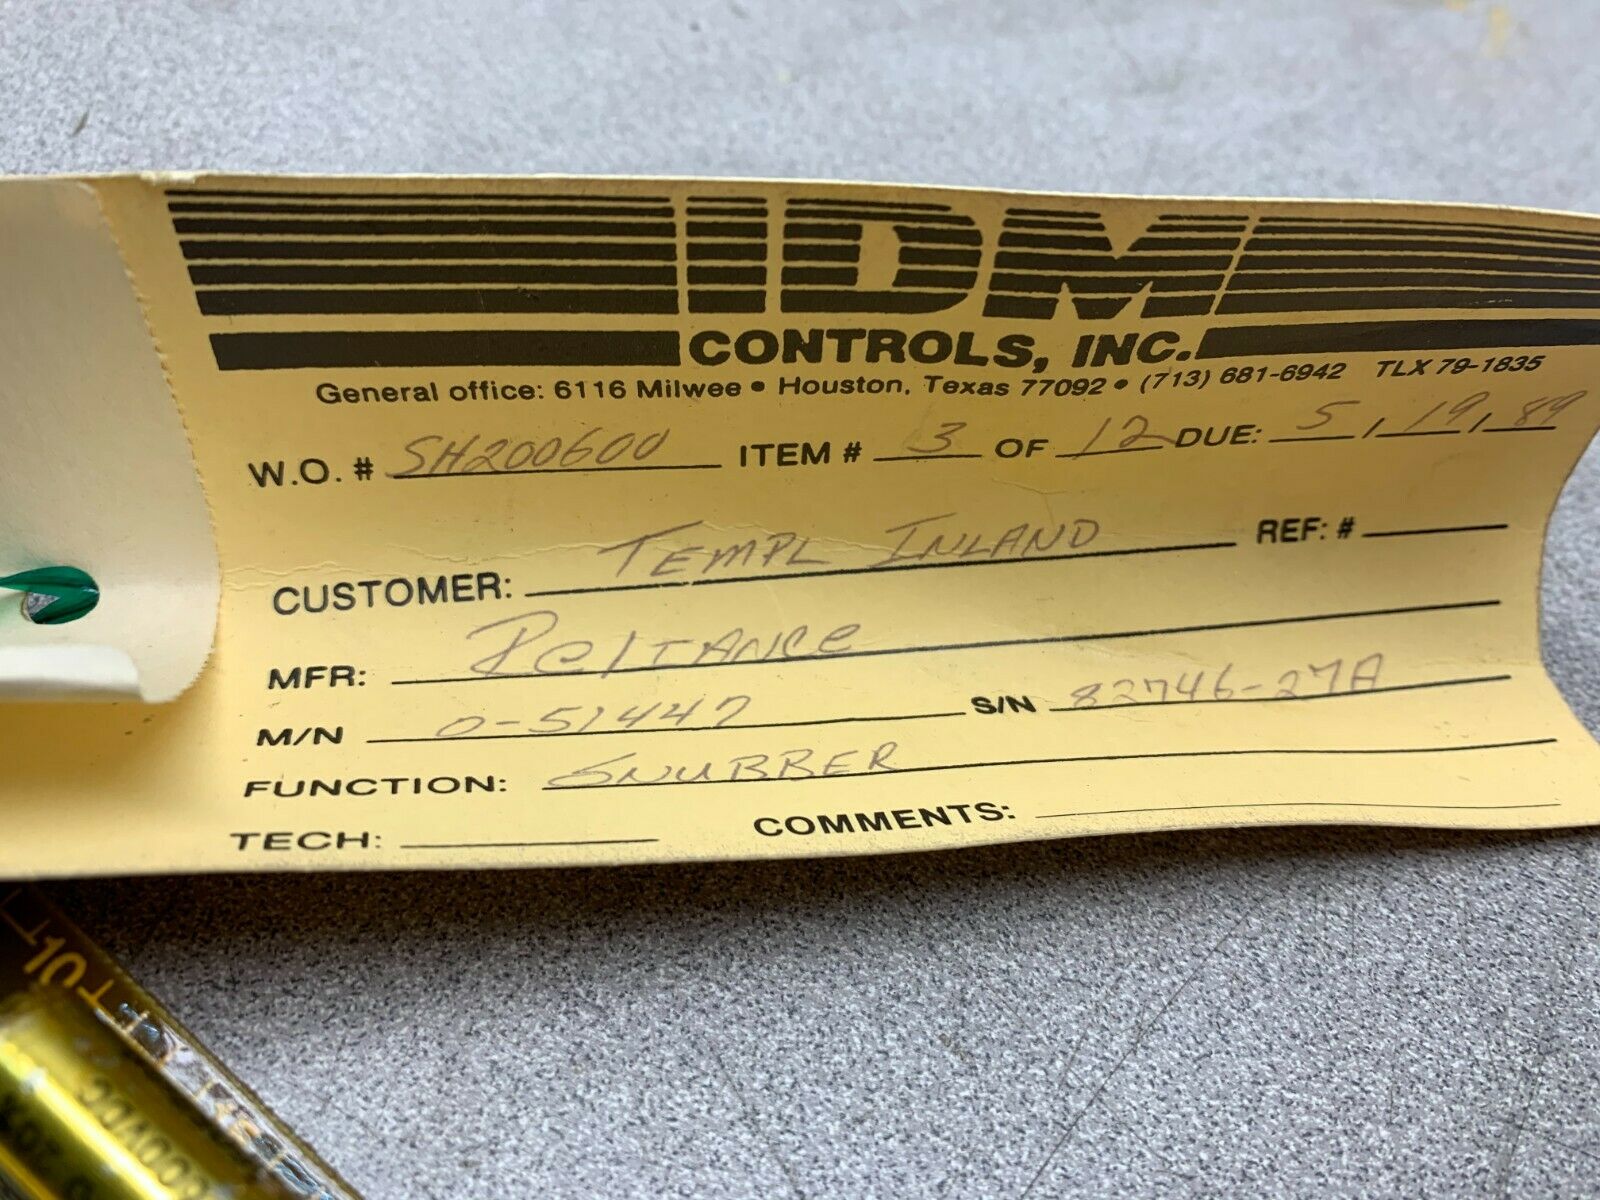 IDM
CONTROLS, INC.
General office: 6116 Milwee • Houston, Texas 77092 • (713) 681-6942 TLX 79-1835
W.O. # SH200600 ITEM # 3 OF 12 DUE: 5/19/89
CUSTOMER: TEMPL INLAND REF: #
MFR: Reliance
M/N 0-51447 S/N 82746-27A
FUNCTION: SNUBBER
TECH: COMMENTS: